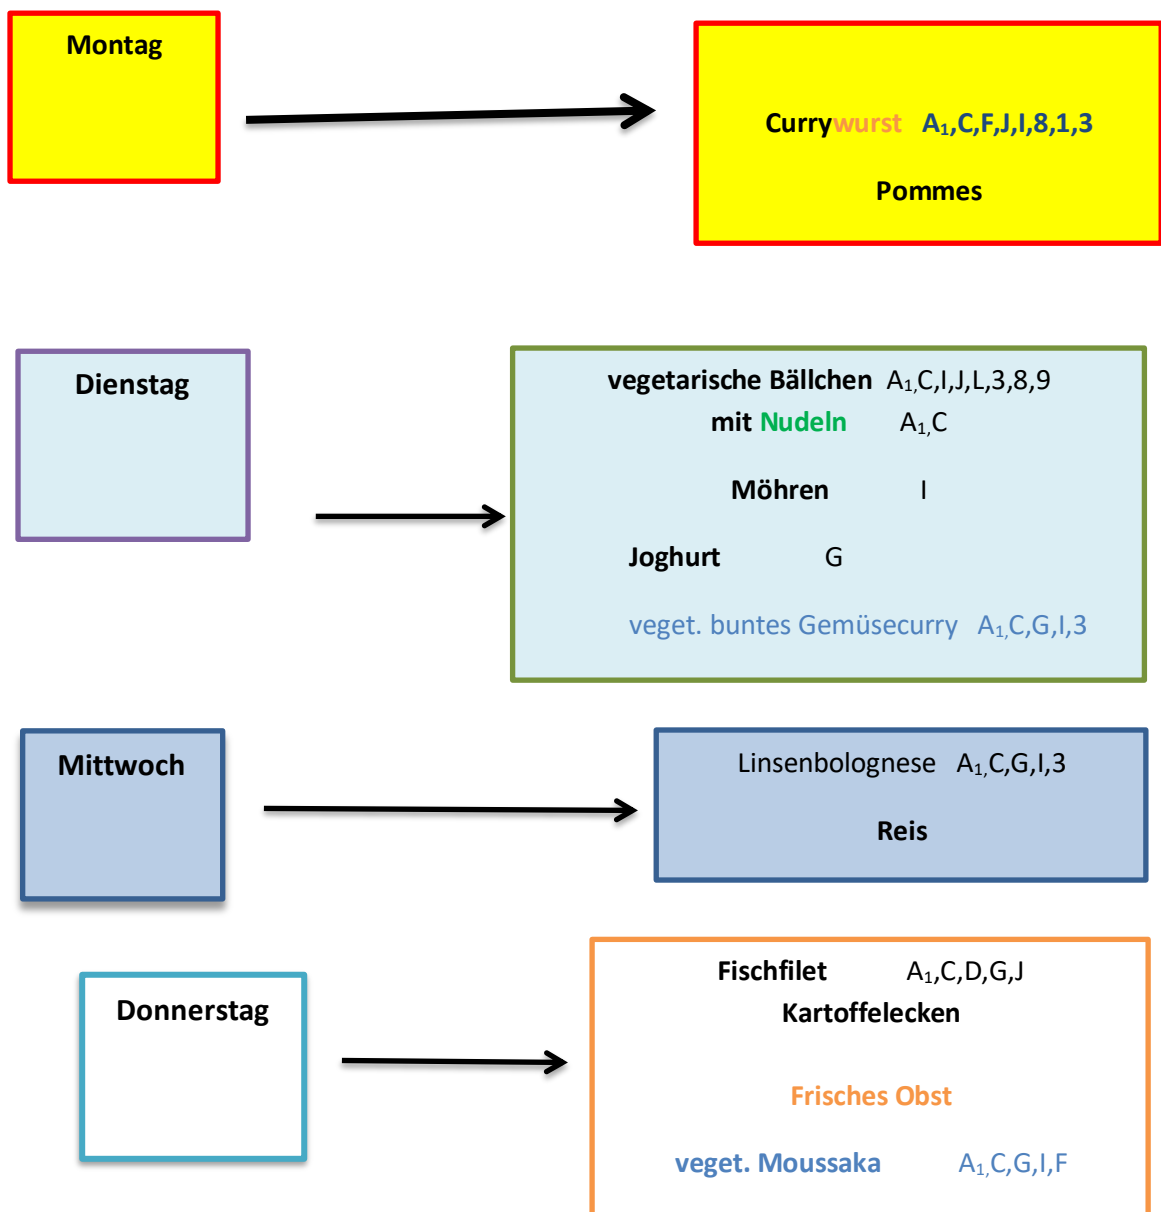 Montag
Currywurst A₁,C,F,J,I,8,1,3
Pommes
Dienstag
vegetarische Bällchen A₁,C,I,J,L,3,8,9
mit Nudeln A₁,C
Möhren I
Joghurt G
veget. buntes Gemüsecurry A₁,C,G,I,3
Mittwoch
Linsenbolognese A₁,C,G,I,3
Reis
Donnerstag
Fischfilet A₁,C,D,G,J
Kartoffelecken
Frisches Obst
veget. Moussaka A₁,C,G,I,F